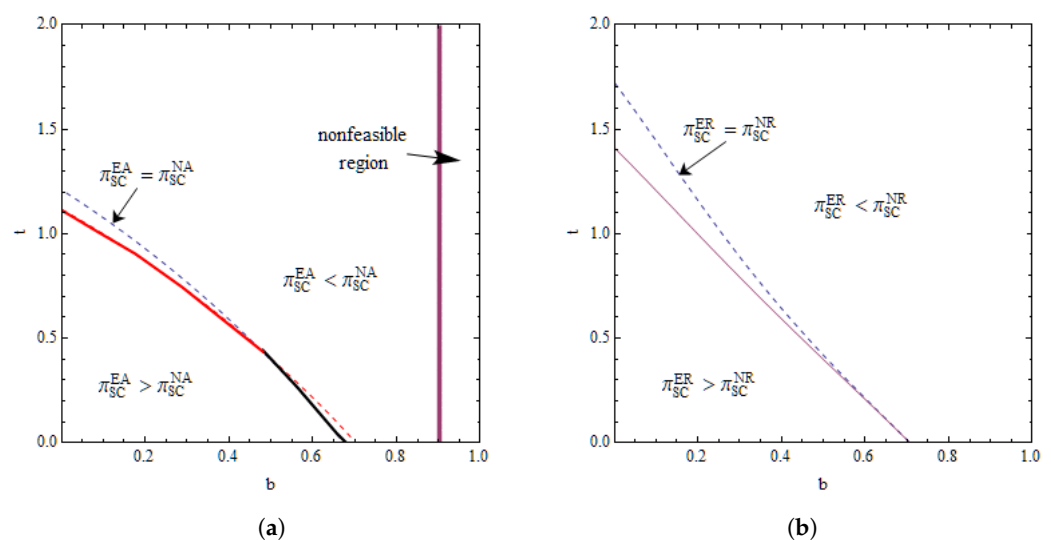 2.0
1.5
1.0
0.5
0.0
t
0.2
0.4
0.6
0.8
1.0
b
nonfeasible
region
π_SC^EA = π_SC^NA
π_SC^EA < π_SC^NA
π_SC^EA > π_SC^NA
(a)
2.0
1.5
1.0
0.5
0.0
t
0.2
0.4
0.6
0.8
1.0
b
π_SC^ER = π_SC^NR
π_SC^ER < π_SC^NR
π_SC^ER > π_SC^NR
(b)